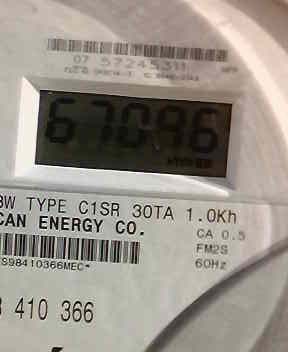 07 57245311
67096
3W TYPE C1SR 30TA 1.0Kh
CAN ENERGY CO.
CA 0.5
FM2S
60Hz
S98410366MEC*
410 366